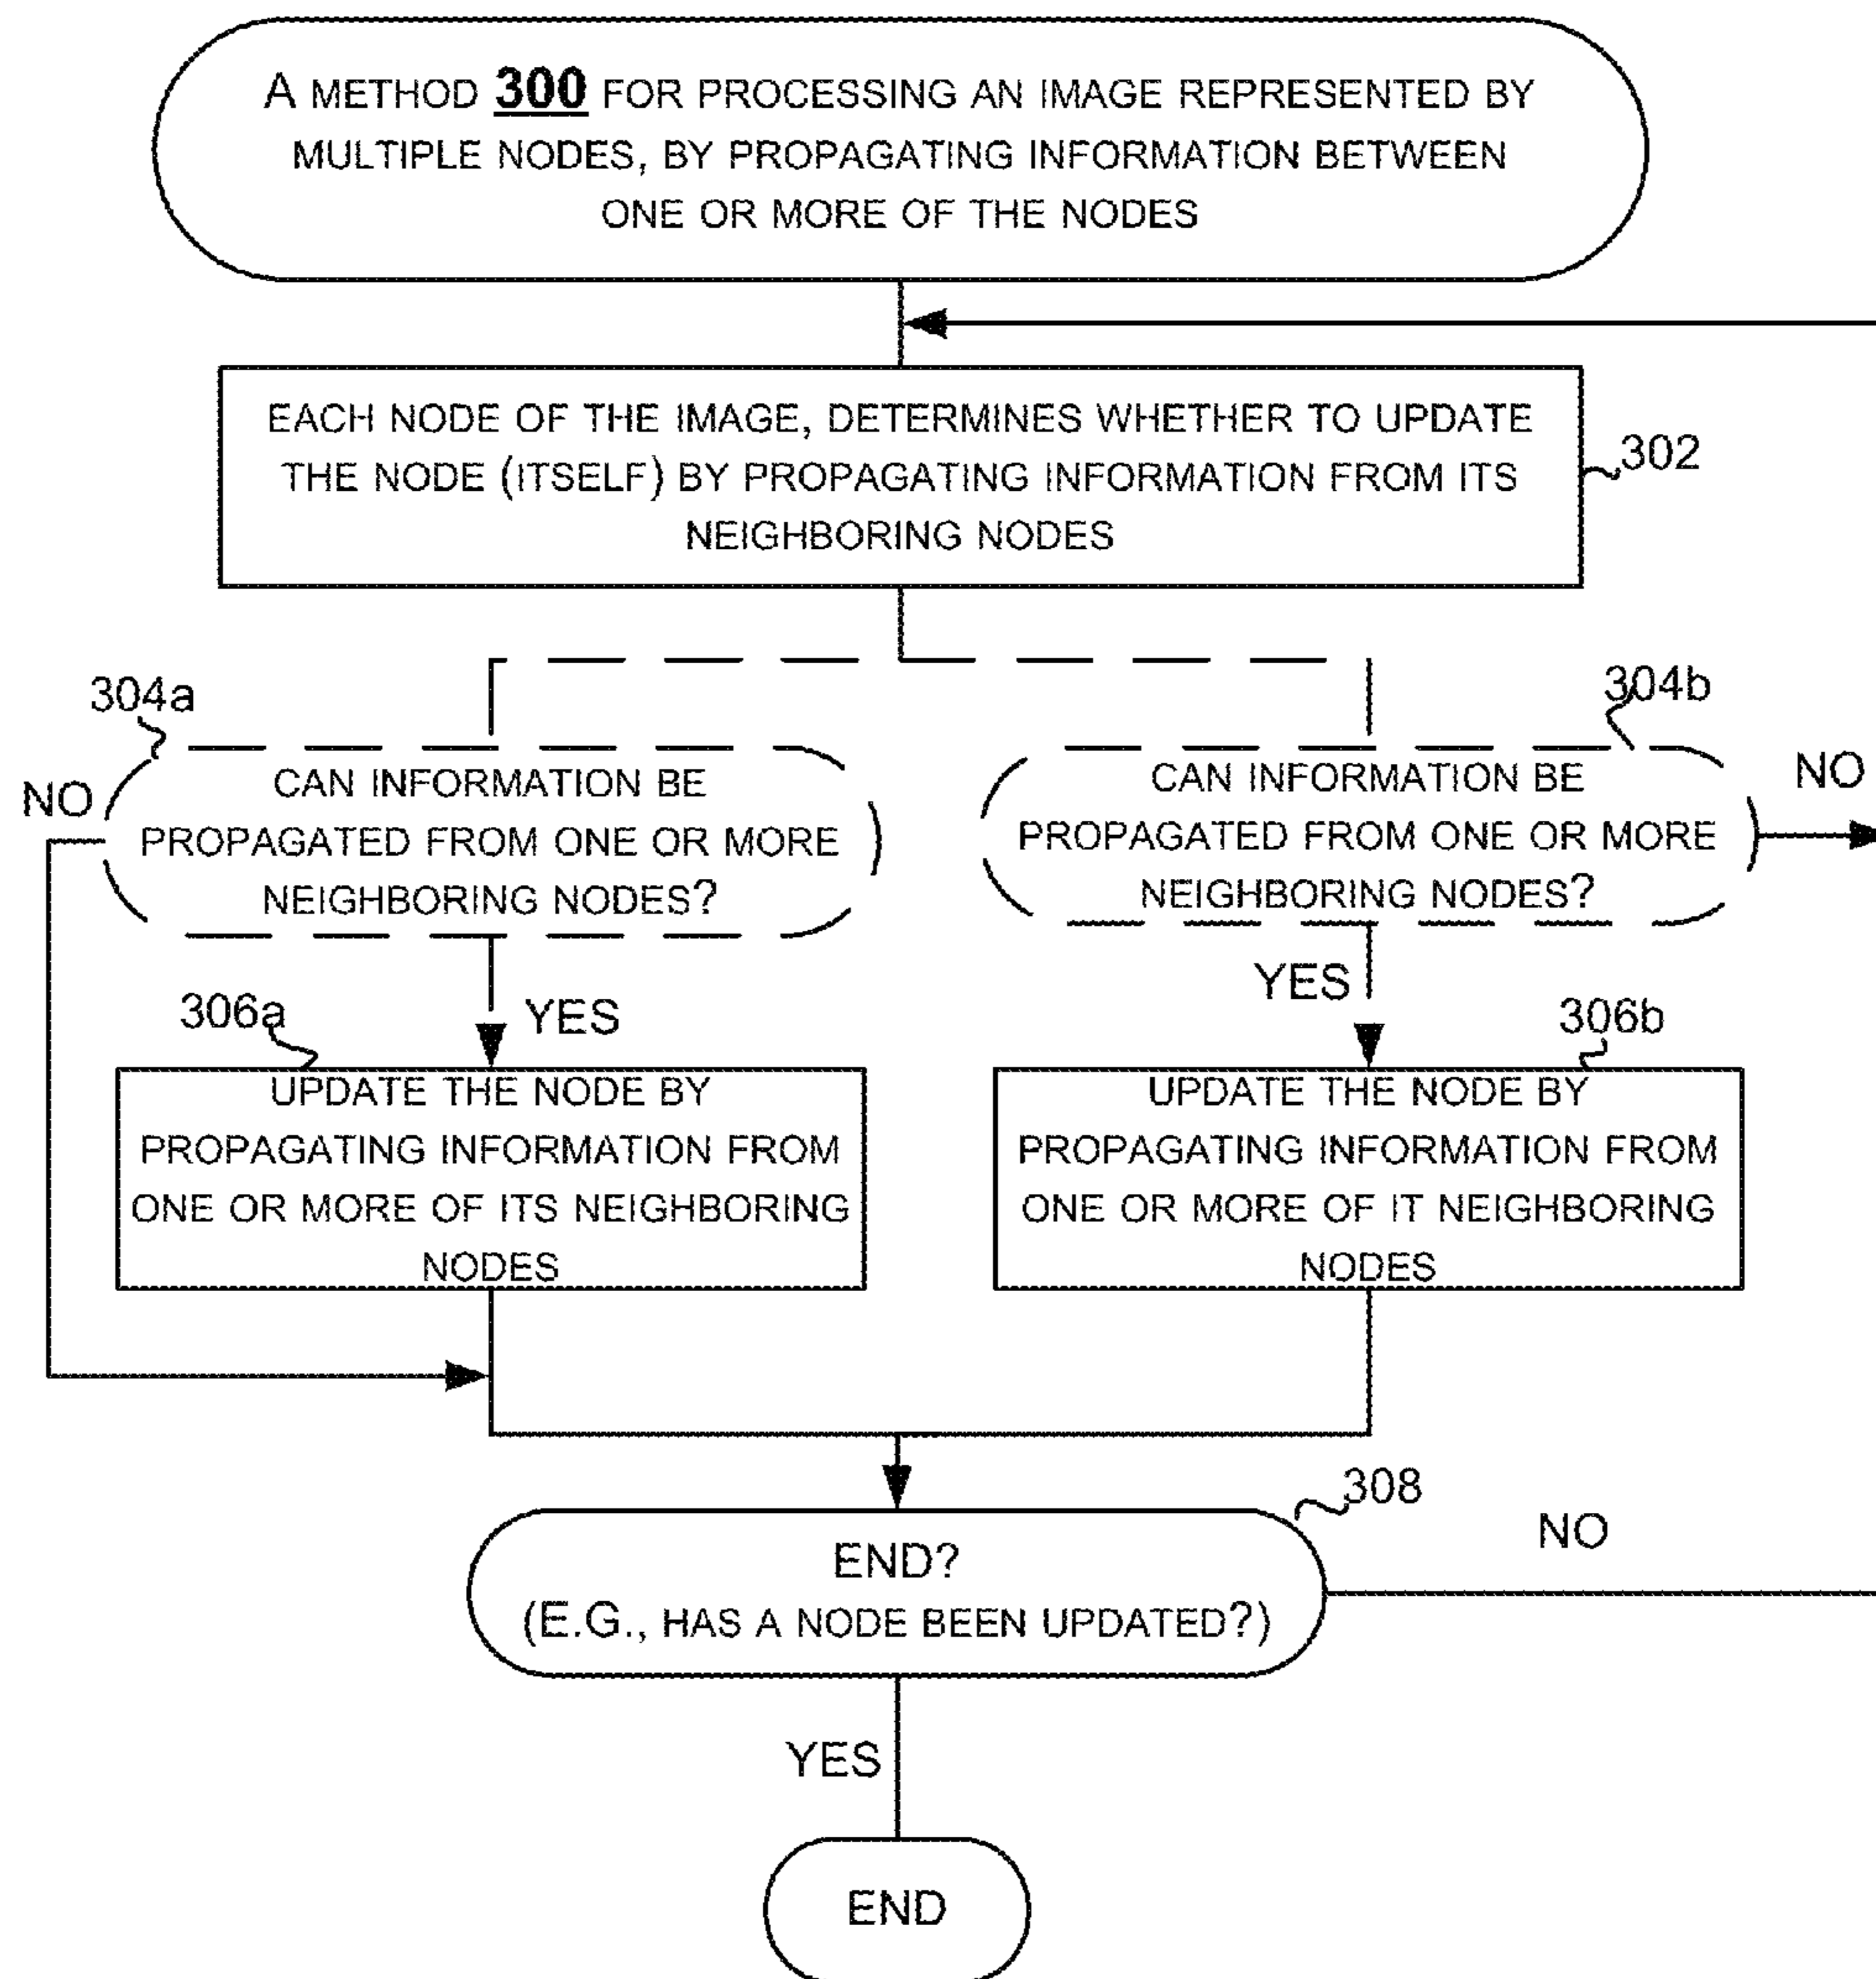 A METHOD 300 FOR PROCESSING AN IMAGE REPRESENTED BY
MULTIPLE NODES, BY PROPAGATING INFORMATION BETWEEN
ONE OR MORE OF THE NODES
EACH NODE OF THE IMAGE, DETERMINES WHETHER TO UPDATE
THE NODE (ITSELF) BY PROPAGATING INFORMATION FROM ITS
NEIGHBORING NODES
302
304a
304b
NO
CAN INFORMATION BE
PROPAGATED FROM ONE OR MORE
NEIGHBORING NODES?
CAN INFORMATION BE
PROPAGATED FROM ONE OR MORE
NEIGHBORING NODES?
NO
YES
YES
306a
306b
UPDATE THE NODE BY
PROPAGATING INFORMATION FROM
ONE OR MORE OF ITS NEIGHBORING
NODES
UPDATE THE NODE BY
PROPAGATING INFORMATION FROM
ONE OR MORE OF IT NEIGHBORING
NODES
308
END?
(E.G., HAS A NODE BEEN UPDATED?)
NO
YES
END